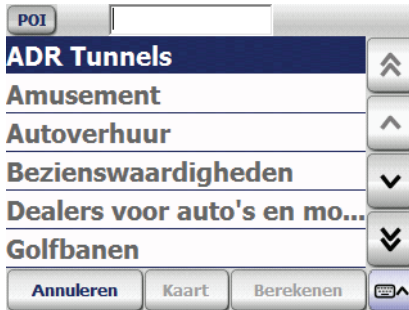 POI
ADR Tunnels
Amusement
Autoverhuur
Bezienswaardigheden
Dealers voor auto's en mo...
Golfbanen
Annuleren Kaart Berekenen